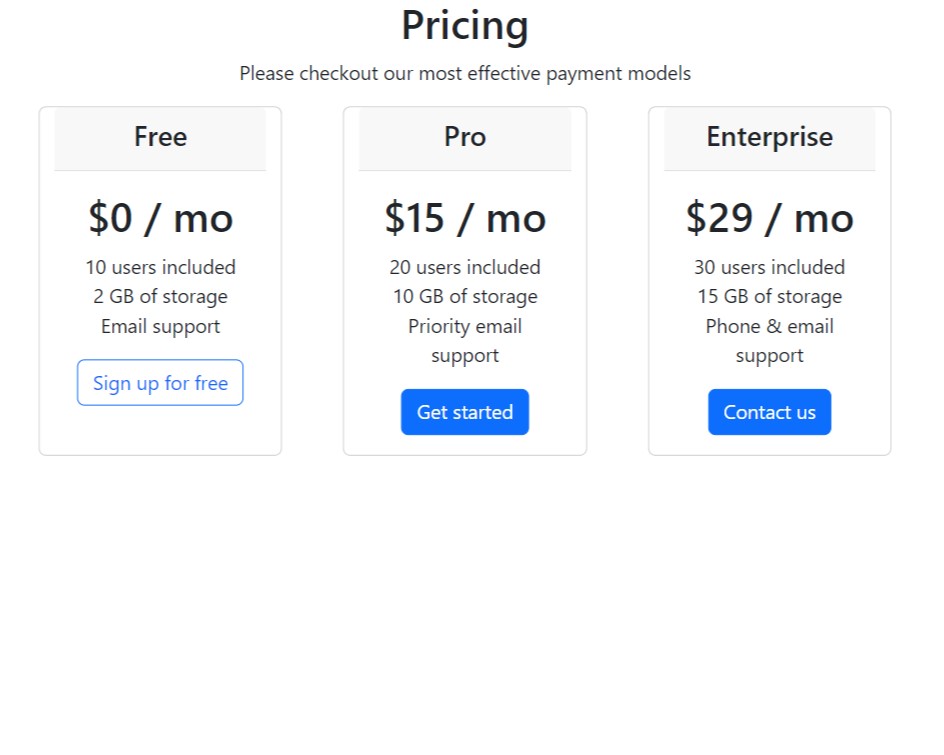 Pricing
Please checkout our most effective payment models
Free
$0 / mo
10 users included
2 GB of storage
Email support
Sign up for free
Pro
$15 / mo
20 users included
10 GB of storage
Priority email
support
Get started
Enterprise
$29 / mo
30 users included
15 GB of storage
Phone & email
support
Contact us